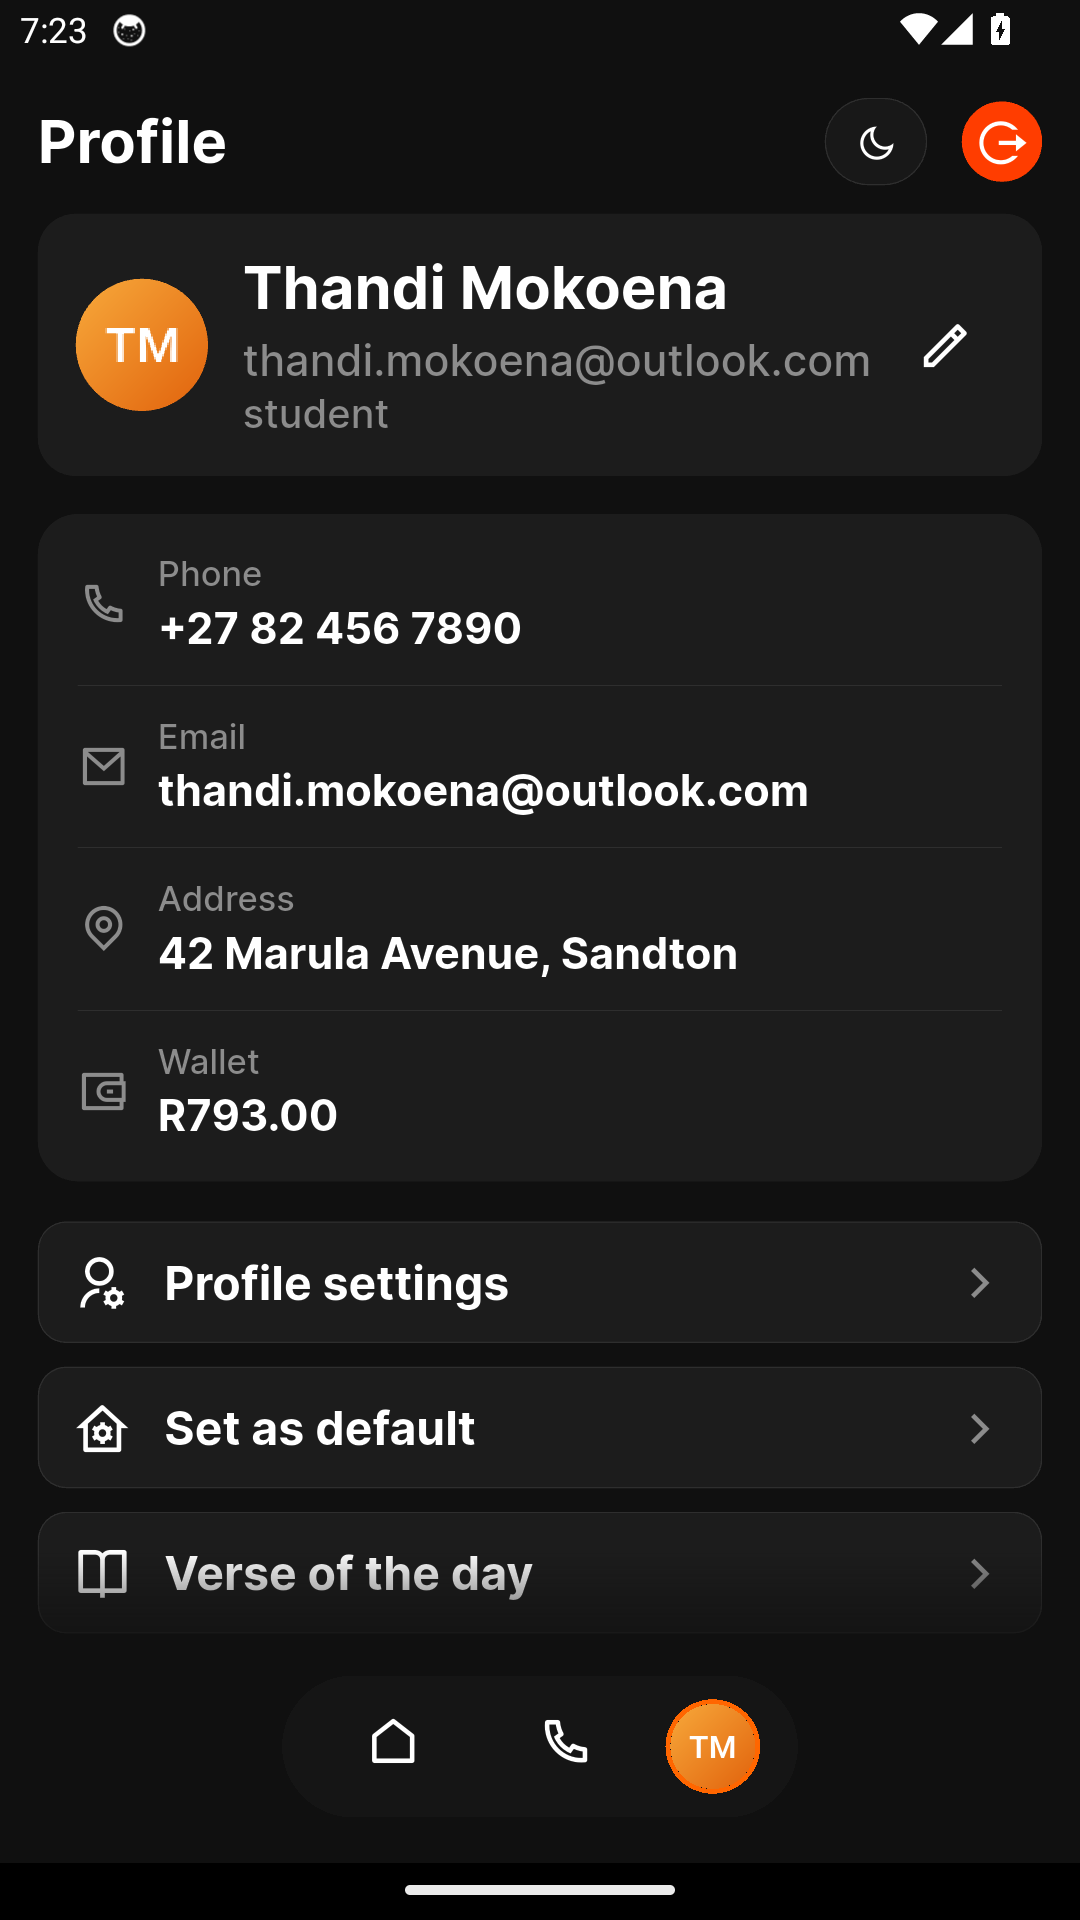 7:23
Profile
TM
Thandi Mokoena
thandi.mokoena@outlook.com
student
Phone
+27 82 456 7890
Email
thandi.mokoena@outlook.com
Address
42 Marula Avenue, Sandton
Wallet
R793.00
Profile settings
Set as default
Verse of the day
TM